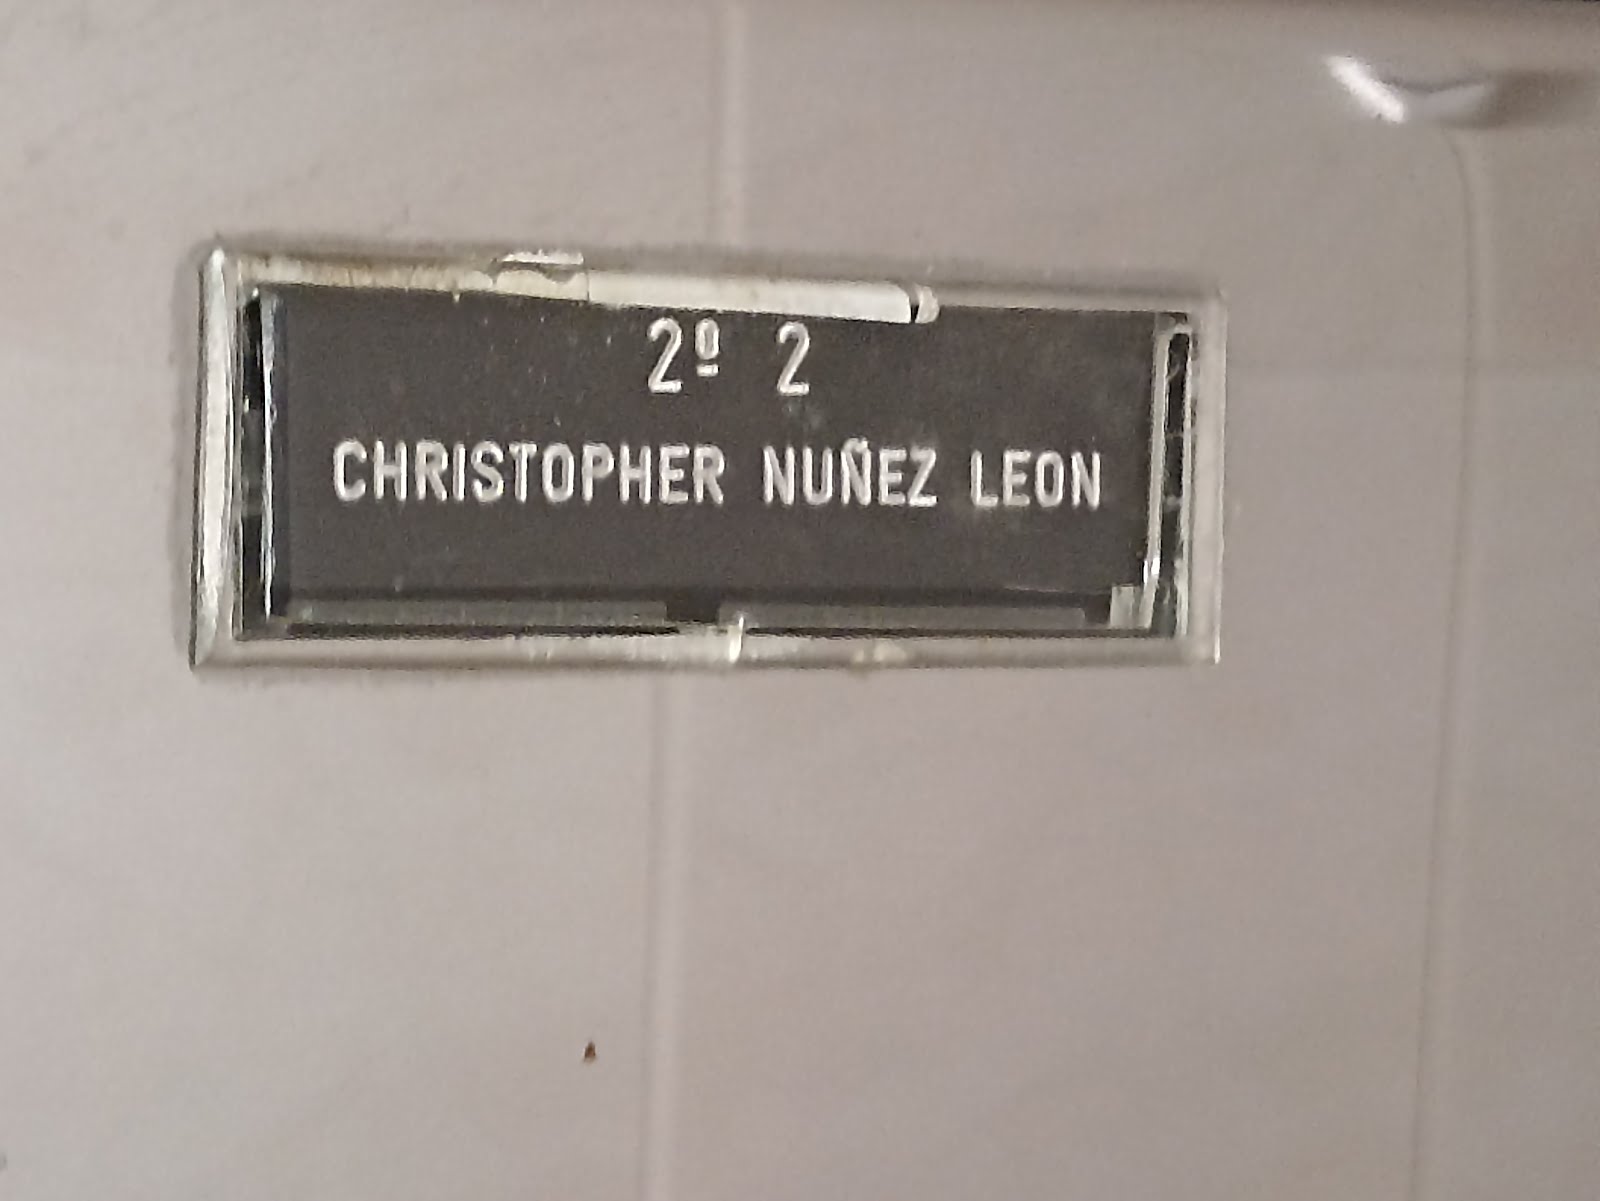 2º 2
CHRISTOPHER NUÑEZ LEON